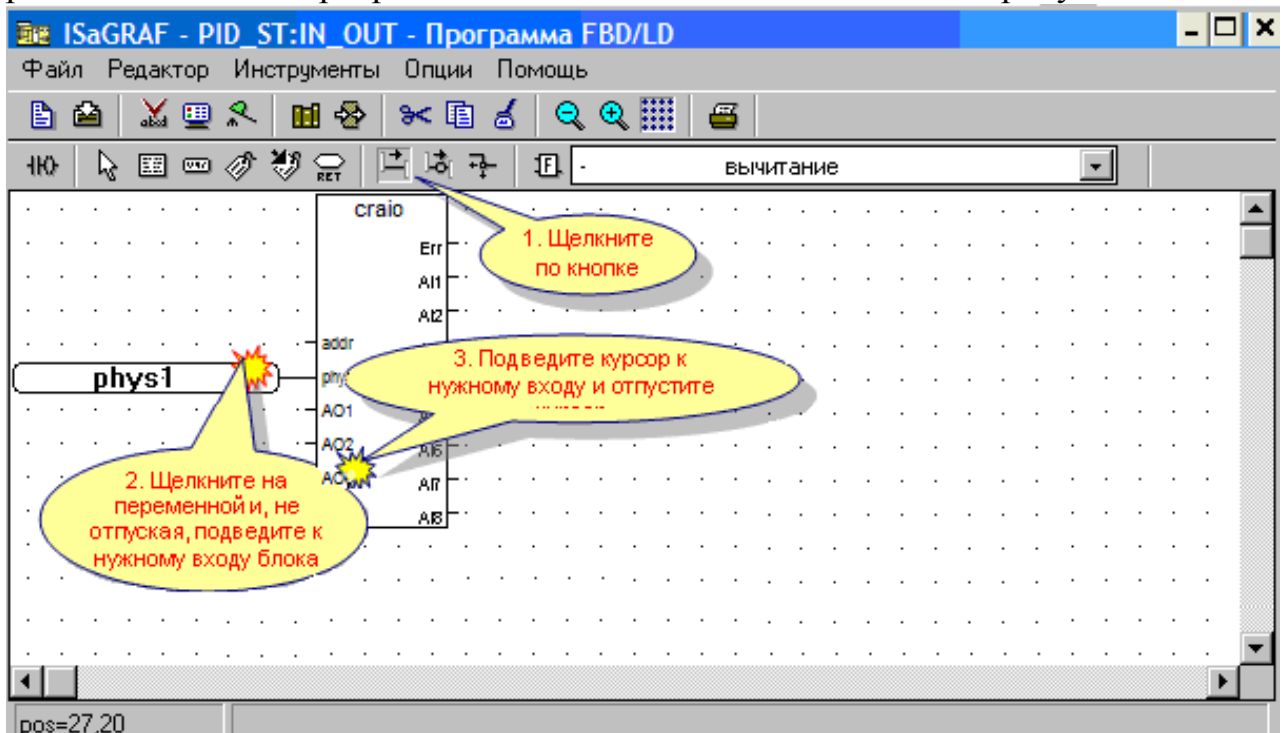 ISaGRAF - PID_ST:IN_OUT - Программа FBD/LD
Файл Редактор Инструменты Опции Помощь
abcd
RET
F - вычитание
craio
Err
AI1
AI2
addr
phys1
AO1
AO2
AI6
AI7
AI8
1. Щелкните
по кнопке
3. Подведите курсор к
нужному входу и отпустите
2. Щелкните на
переменной и, не
отпуская, подведите к
нужному входу блока
pos=27,20